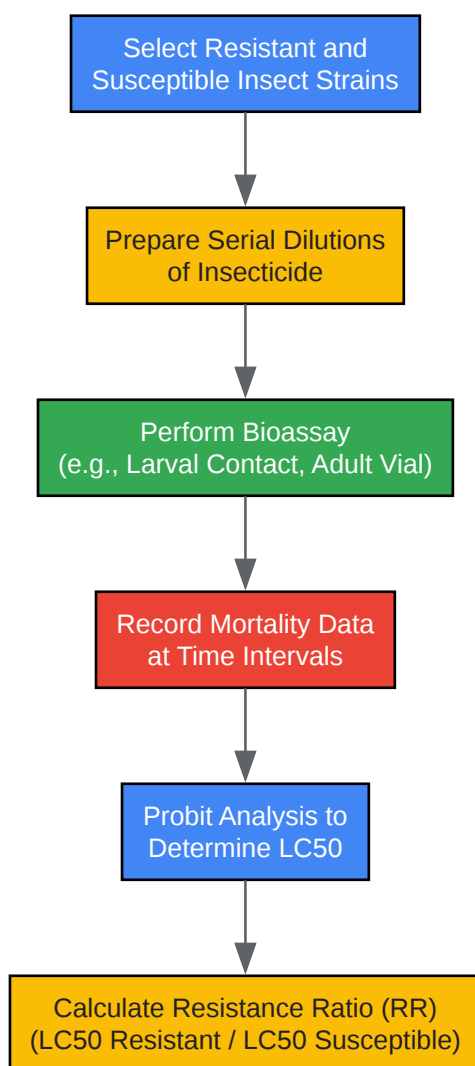 Select Resistant and
Susceptible Insect Strains
Prepare Serial Dilutions
of Insecticide
Perform Bioassay
(e.g., Larval Contact, Adult Vial)
Record Mortality Data
at Time Intervals
Probit Analysis to
Determine LC50
Calculate Resistance Ratio (RR)
(LC50 Resistant / LC50 Susceptible)